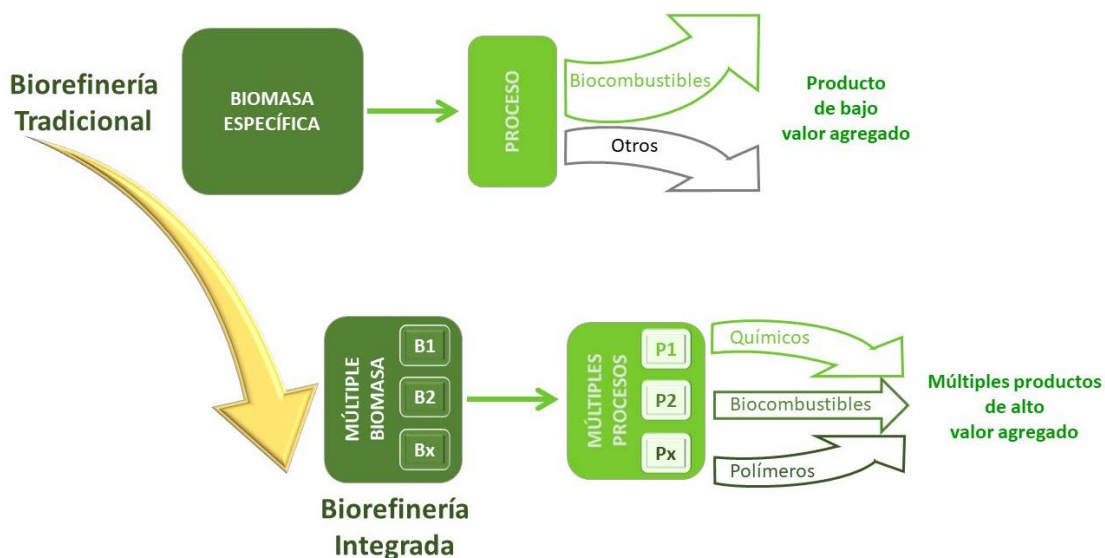 Biorefinería
Tradicional
BIOMASA
ESPECÍFICA
PROCESO
Biocombustibles
Otros
Producto
de bajo
valor agregado
MÚLTIPLE
BIOMASA
B1
B2
Bx
Biorefinería
Integrada
MÚLTIPLES
PROCESOS
P1
P2
Px
Químicos
Biocombustibles
Polímeros
Múltiples productos
de alto
valor agregado